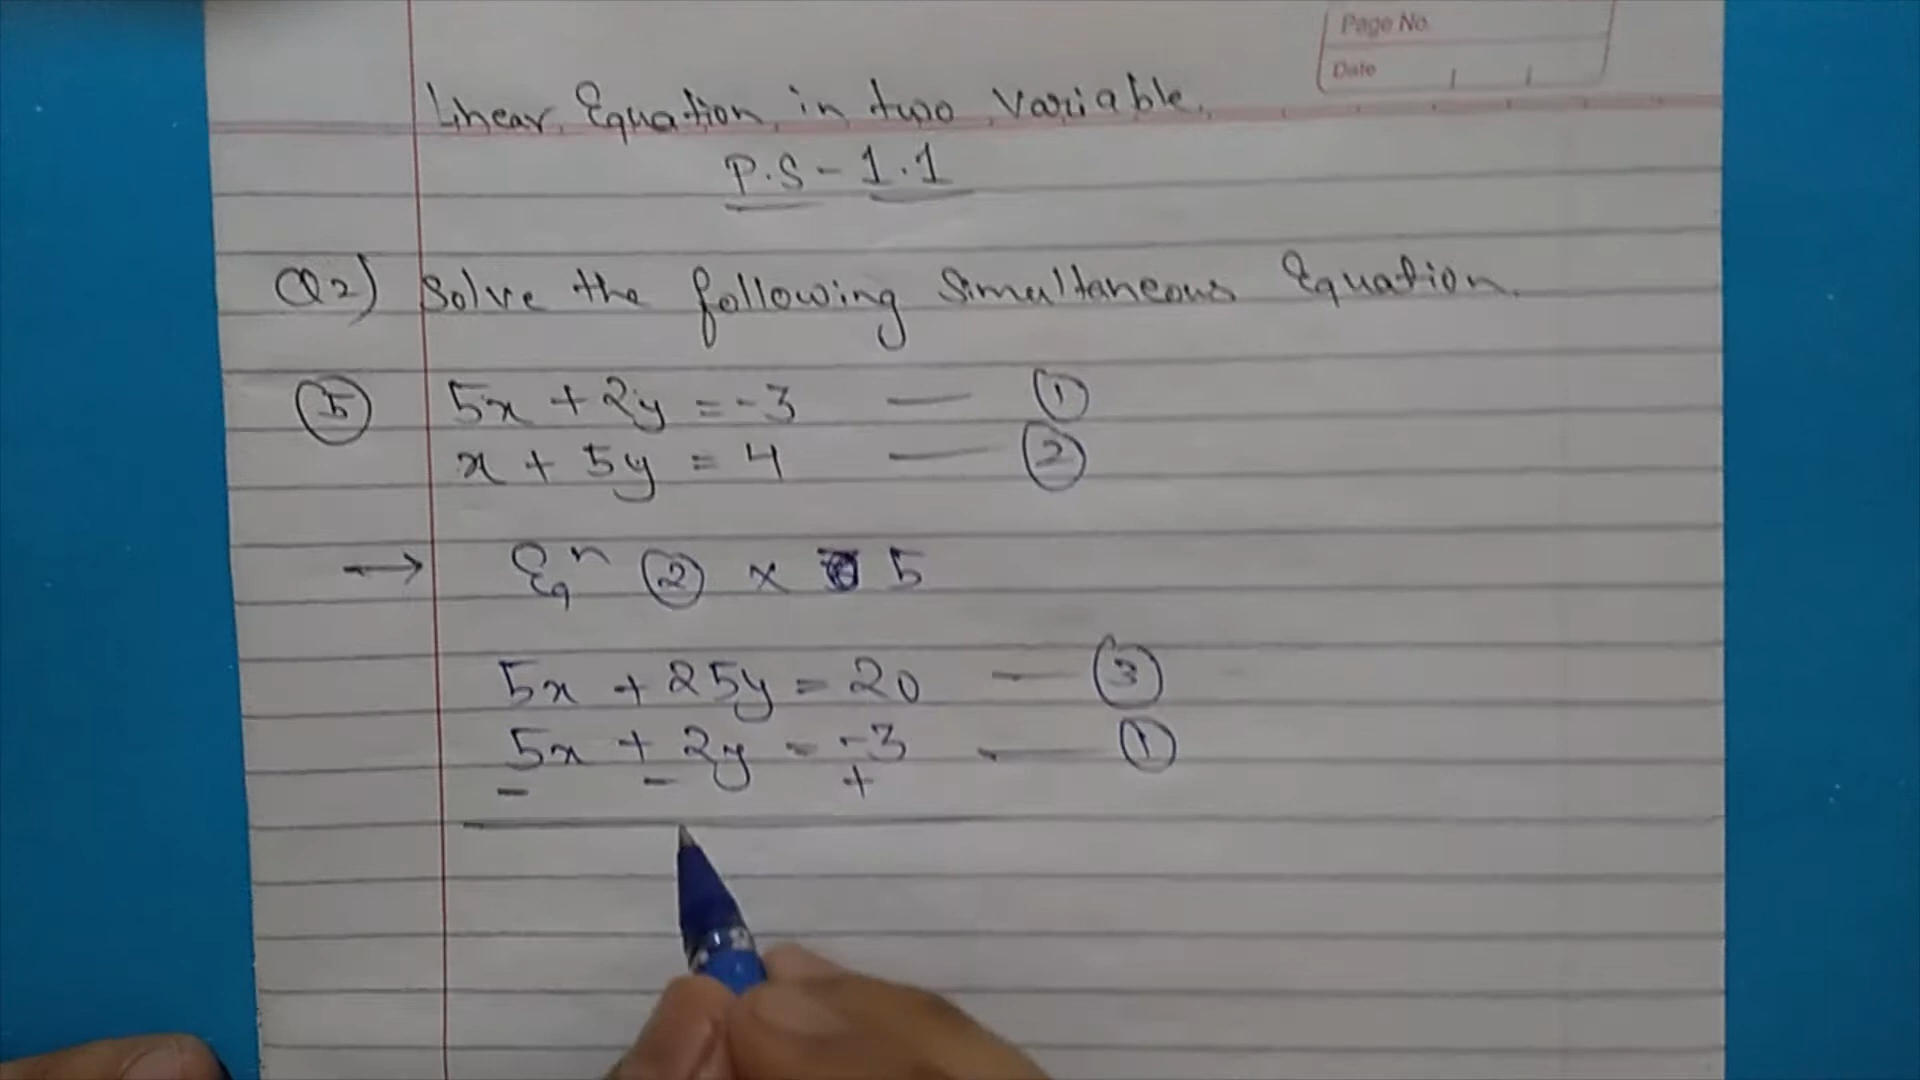 Page No.
Date
Linear Equation in two Variable.
P.S - 1.1
Q2) Solve the following Simultaneous Equation.
⑤ 5x + 2y = -3 — ①
x + 5y = 4 — ②
→ Eqⁿ ② × 5
5x + 25y = 20 — ③
5x + 2y = -3 — ①
- - +